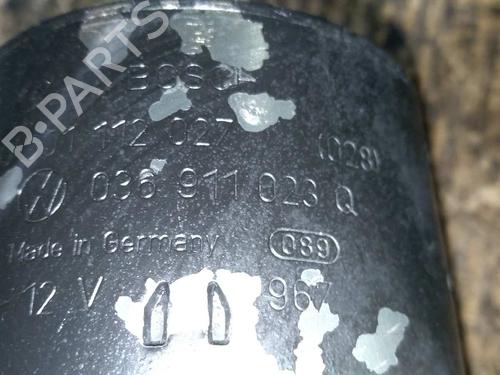 BOSCH
112 027 (028)
036 911 023 Q
Made in Germany 089
12 V 967
B-PARTS